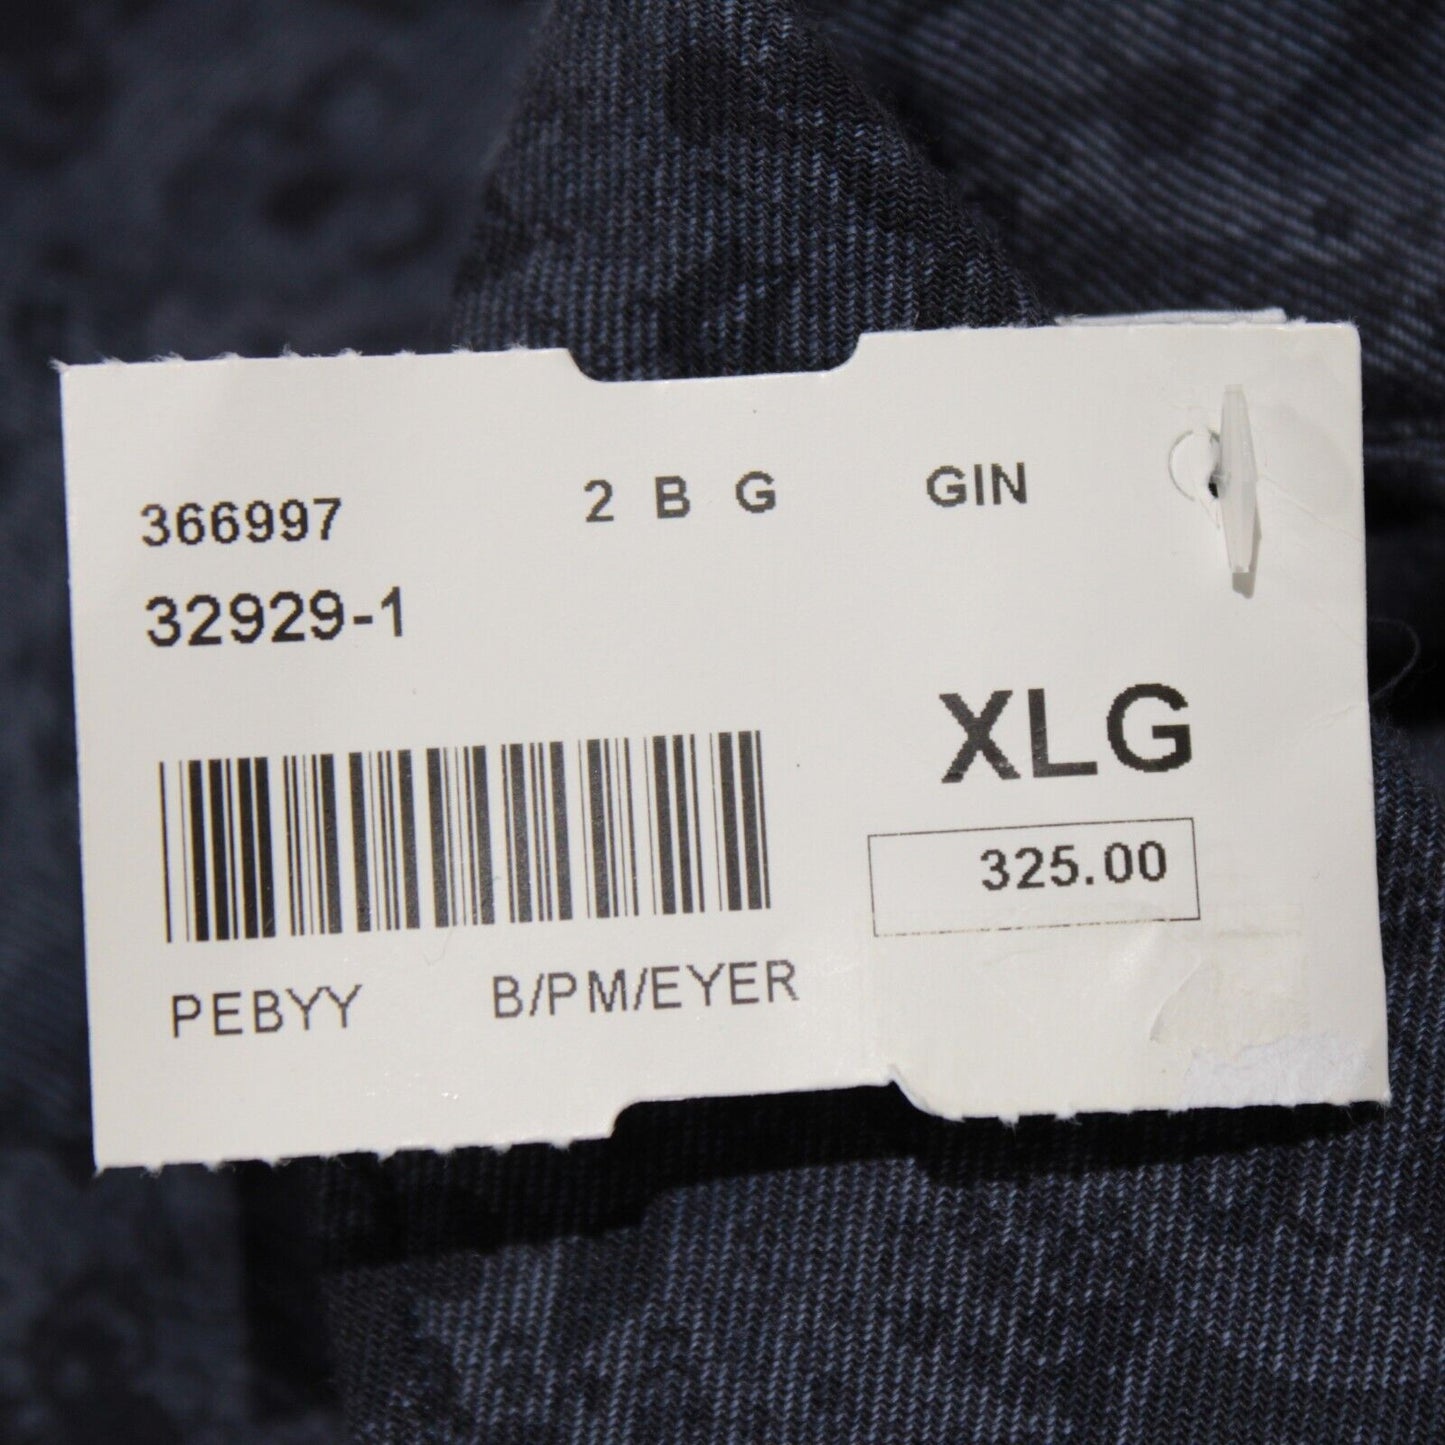 366997 2 B G GIN
32929-1
XLG
325.00
PEBYY B/PM/EYER